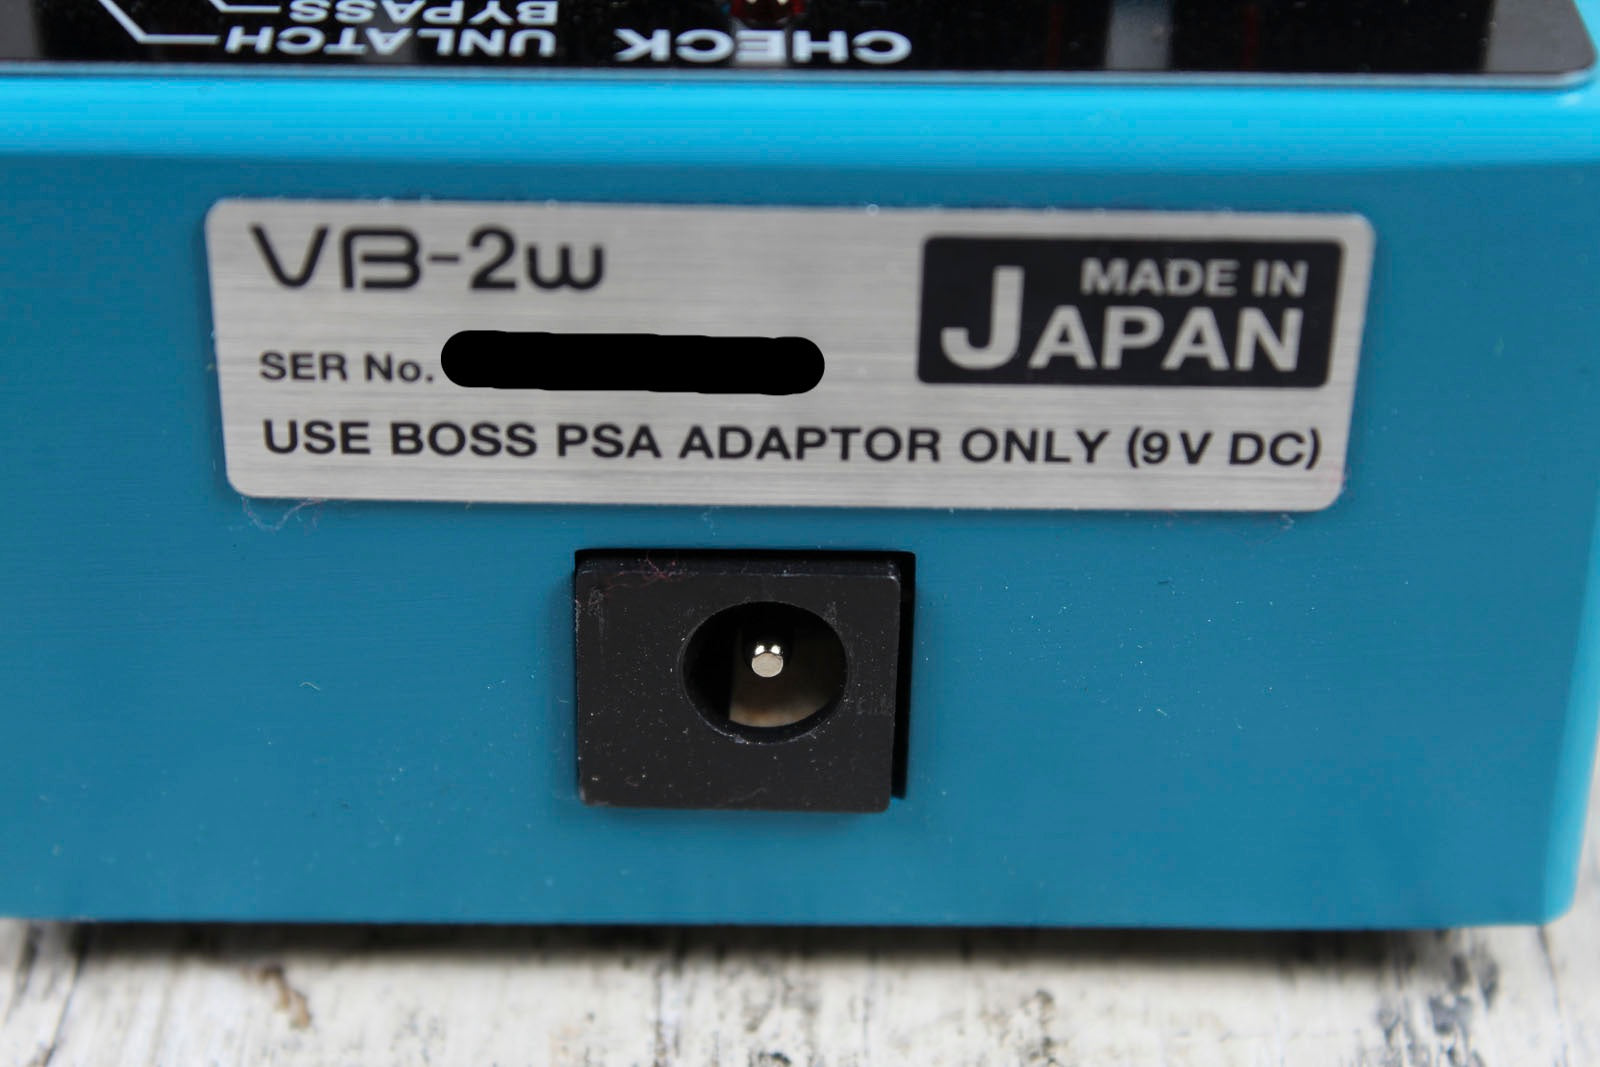 BYPASS
UNLATCH
CHECK
VB-2w
MADE IN
JAPAN
SER No.
USE BOSS PSA ADAPTOR ONLY (9V DC)